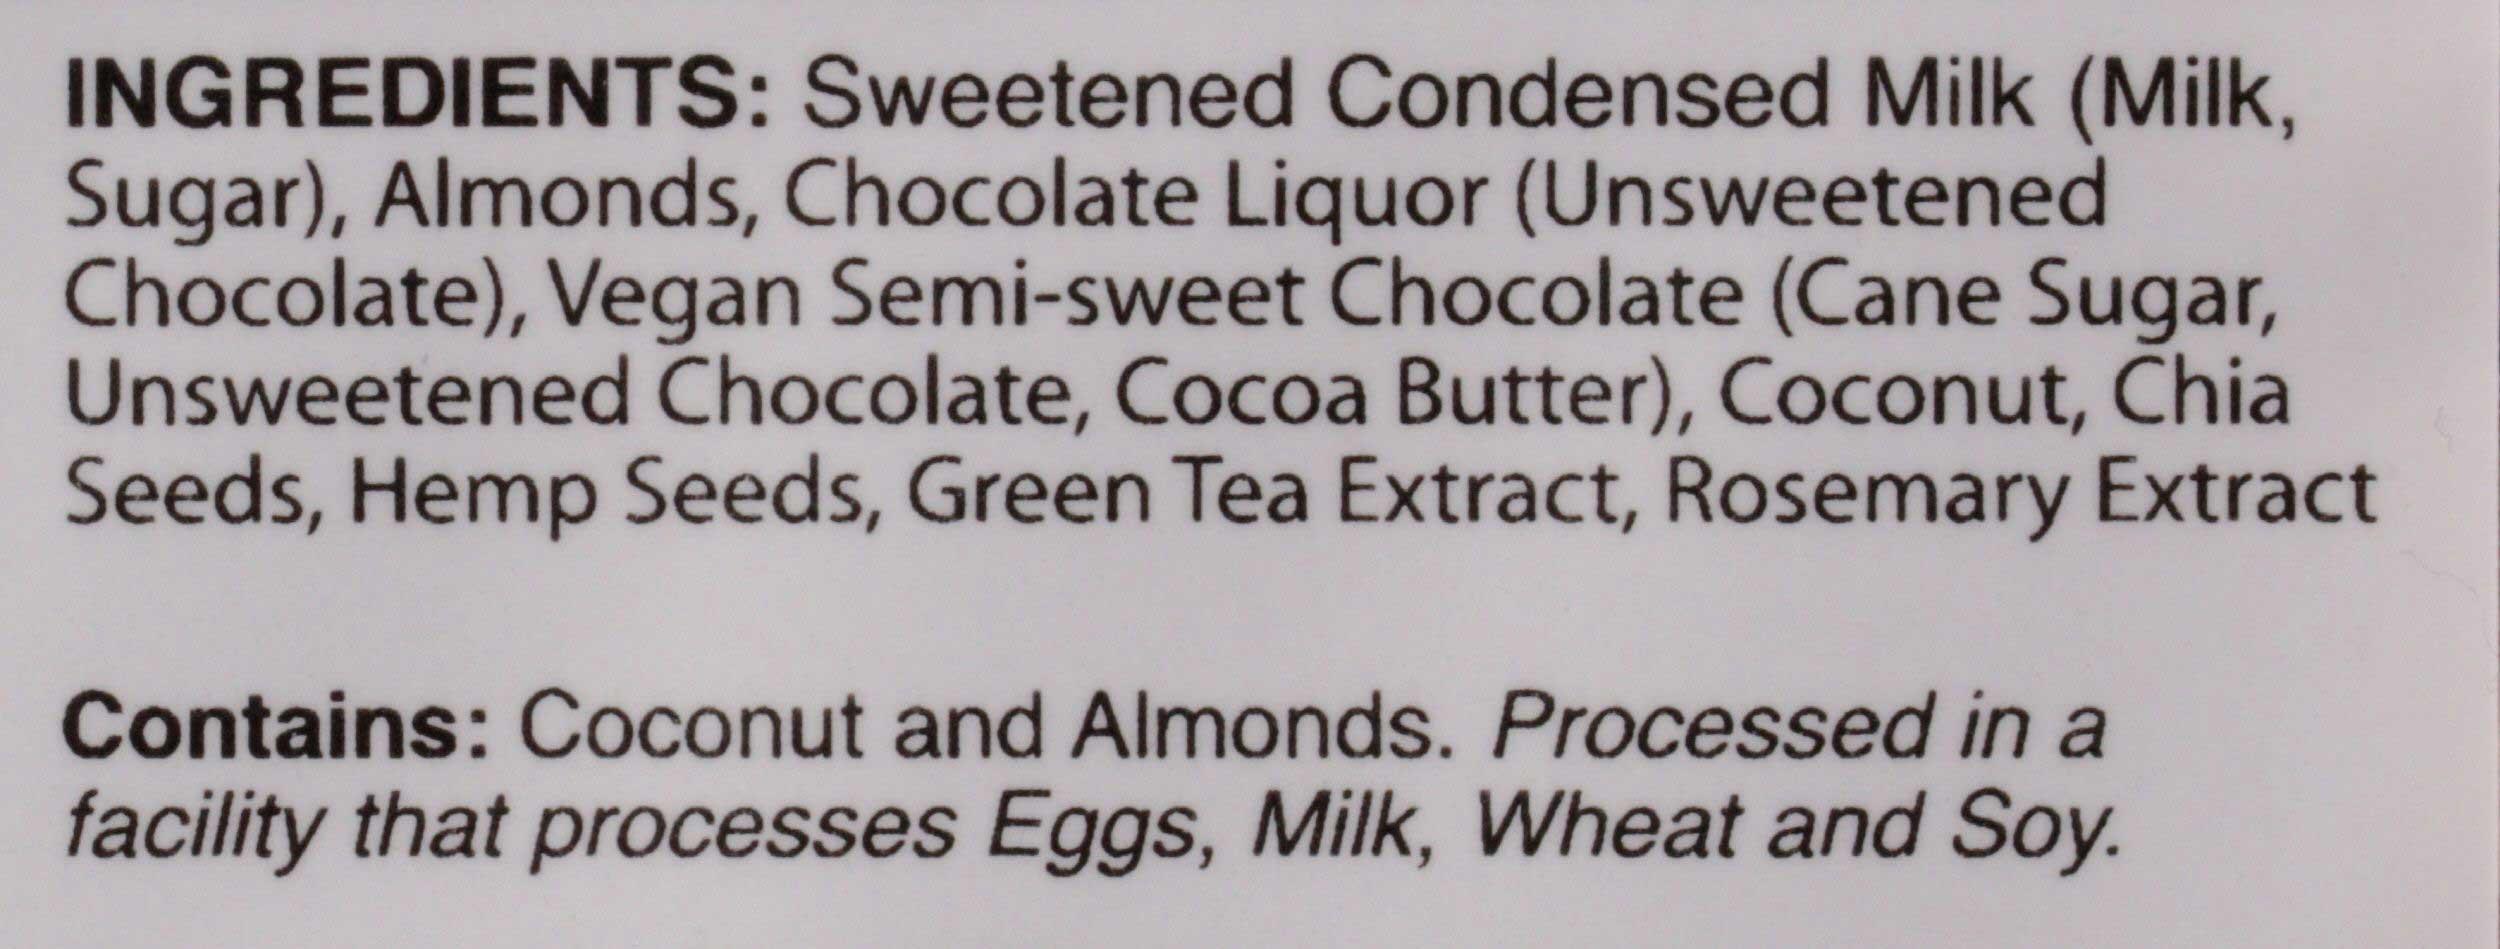 INGREDIENTS: Sweetened Condensed Milk (Milk,
Sugar), Almonds, Chocolate Liquor (Unsweetened
Chocolate), Vegan Semi-sweet Chocolate (Cane Sugar,
Unsweetened Chocolate, Cocoa Butter), Coconut, Chia
Seeds, Hemp Seeds, Green Tea Extract, Rosemary Extract
Contains: Coconut and Almonds. Processed in a
facility that processes Eggs, Milk, Wheat and Soy.